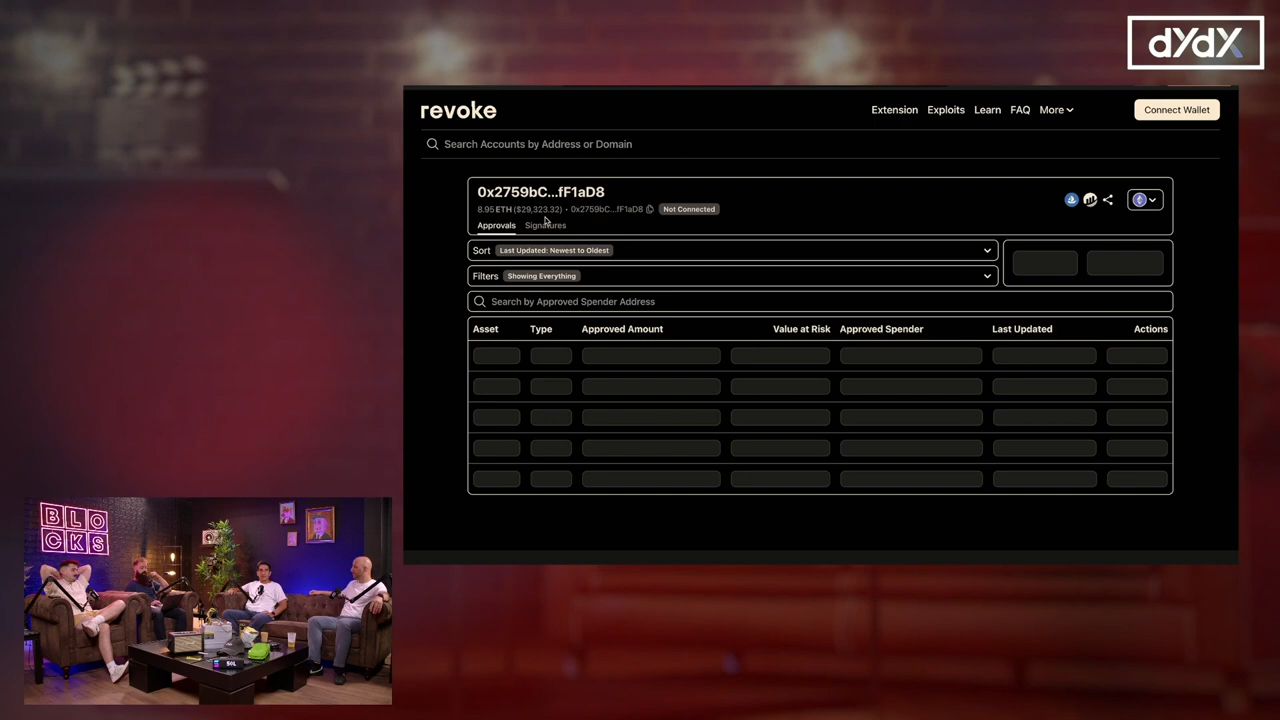 dYdX
revoke
Extension Exploits Learn FAQ More
Connect Wallet
Search Accounts by Address or Domain
0x2759bC...fF1aD8
8.95 ETH ($29,323.32) • 0x2759bC...fF1aD8 Not Connected
Approvals Signatures
Sort Last Updated: Newest to Oldest
Filters Showing Everything
Search by Approved Spender Address
Asset Type Approved Amount Value at Risk Approved Spender Last Updated Actions
BLO
CKS
SOL